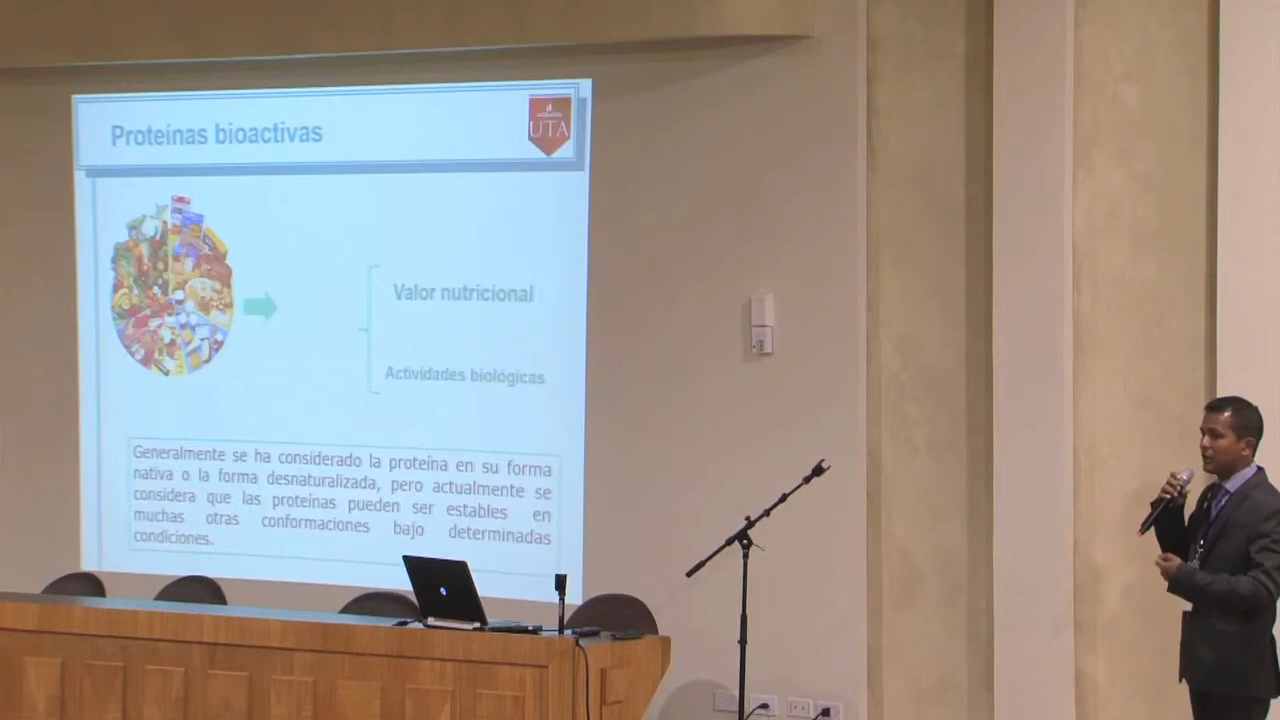 Proteínas bioactivas
UTA
Valor nutricional
Actividades biológicas
Generalmente se ha considerado la proteína en su forma
nativa o la forma desnaturalizada, pero actualmente se
considera que las proteínas pueden ser estables en
muchas otras conformaciones bajo determinadas
condiciones.